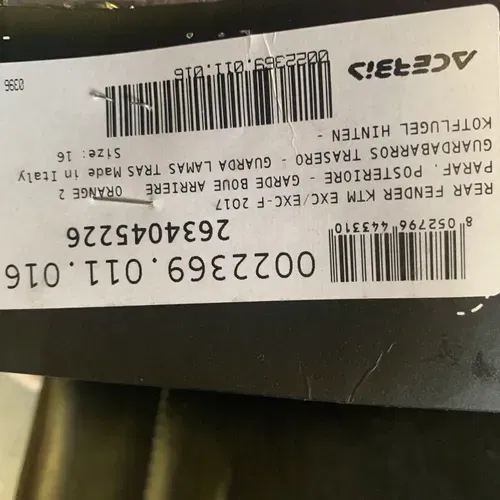 ACERBIS
0022369.011.016
0396
0022369.011.016
2634045226
8 052796 443310
REAR FENDER KTM EXC/EXC-F 2017
PARAF. POSTERIORE - GARDE BOUE ARRIERE
GUARDABARROS TRASERO - GUARDA LAMAS TRAS
KOTFLUGEL HINTEN -
ORANGE 2
Size: 16
Made in Italy